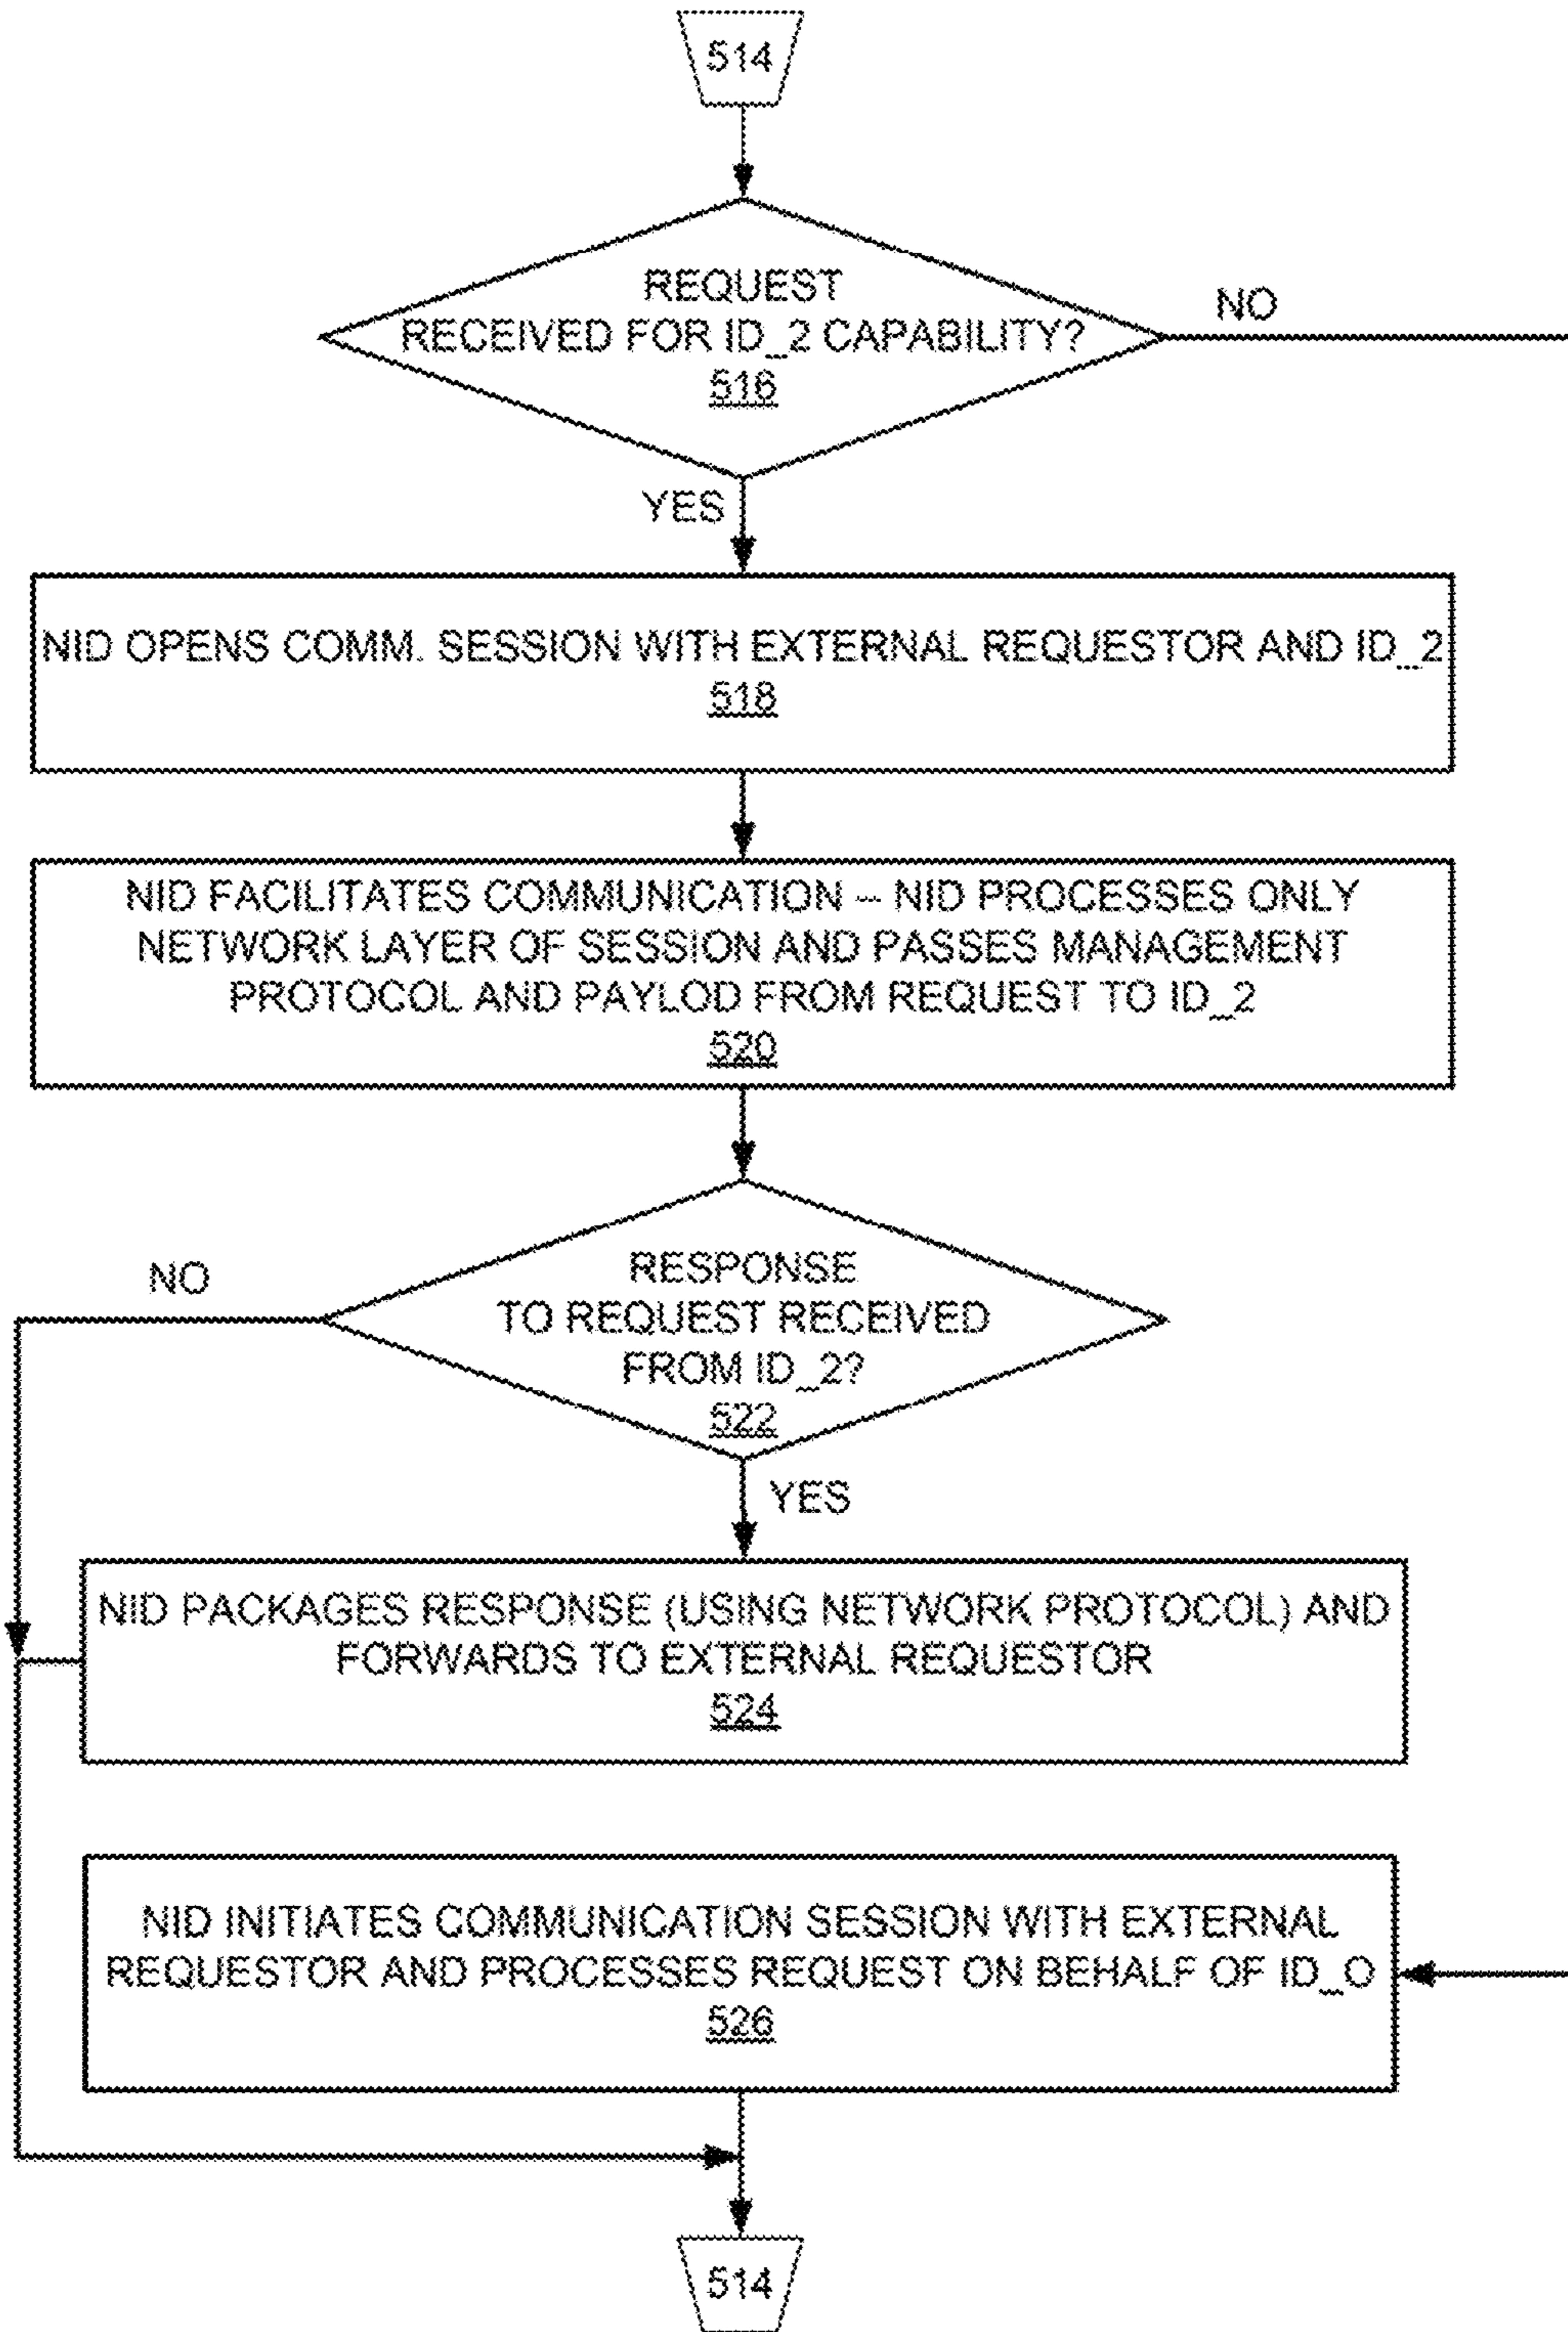 514
REQUEST
RECEIVED FOR ID_2 CAPABILITY?
516
NO
YES
NID OPENS COMM. SESSION WITH EXTERNAL REQUESTOR AND ID_2
518
NID FACILITATES COMMUNICATION -- NID PROCESSES ONLY
NETWORK LAYER OF SESSION AND PASSES MANAGEMENT
PROTOCOL AND PAYLOD FROM REQUEST TO ID_2
520
NO
RESPONSE
TO REQUEST RECEIVED
FROM ID_2?
522
YES
NID PACKAGES RESPONSE (USING NETWORK PROTOCOL) AND
FORWARDS TO EXTERNAL REQUESTOR
524
NID INITIATES COMMUNICATION SESSION WITH EXTERNAL
REQUESTOR AND PROCESSES REQUEST ON BEHALF OF ID_O
526
514